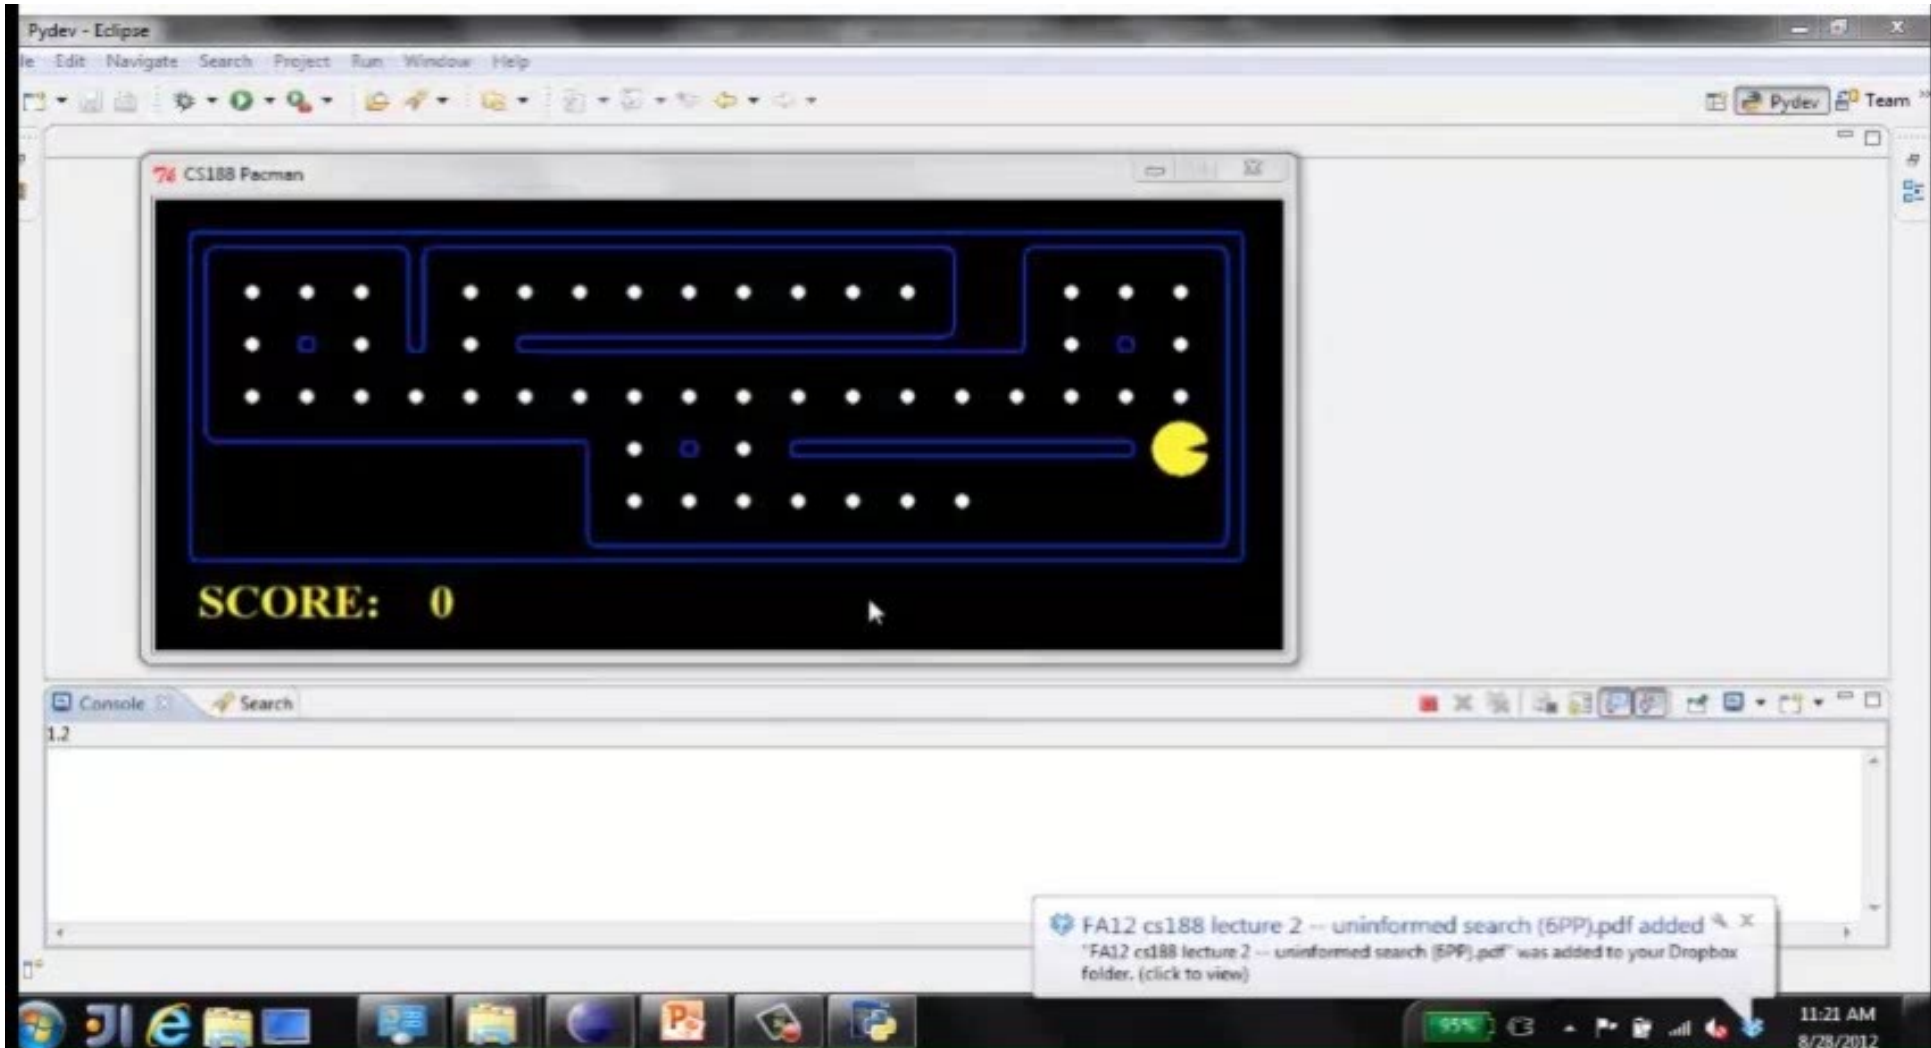 Pydev - Eclipse
le Edit Navigate Search Project Run Window Help
Pydev Team
CS188 Pacman
SCORE: 0
Console Search
1.2
FA12 cs188 lecture 2 -- uninformed search (6PP).pdf added
"FA12 cs188 lecture 2 -- uninformed search (6PP).pdf" was added to your Dropbox
folder. (click to view)
95%
11:21 AM
8/28/2012